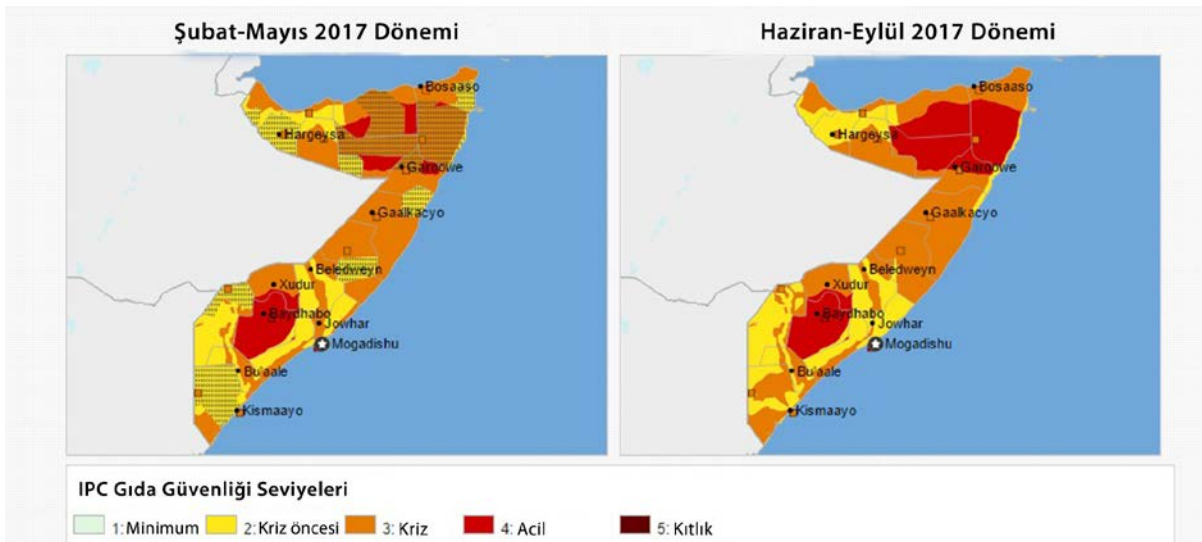 Şubat-Mayıs 2017 Dönemi
Haziran-Eylül 2017 Dönemi
Bosaaso
Hargeysa
Garoowe
Gaalkacyo
Beledweyn
Xudur
Baydhabo
Jowhar
Mogadishu
Bu'aale
Kismaayo
Bosaaso
Hargeysa
Garoowe
Gaalkacyo
Beledweyn
Xudur
Baydhabo
Jowhar
Mogadishu
Bu'aale
Kismaayo
IPC Gıda Güvenliği Seviyeleri
1: Minimum 2: Kriz öncesi 3: Kriz 4: Acil 5: Kıtlık